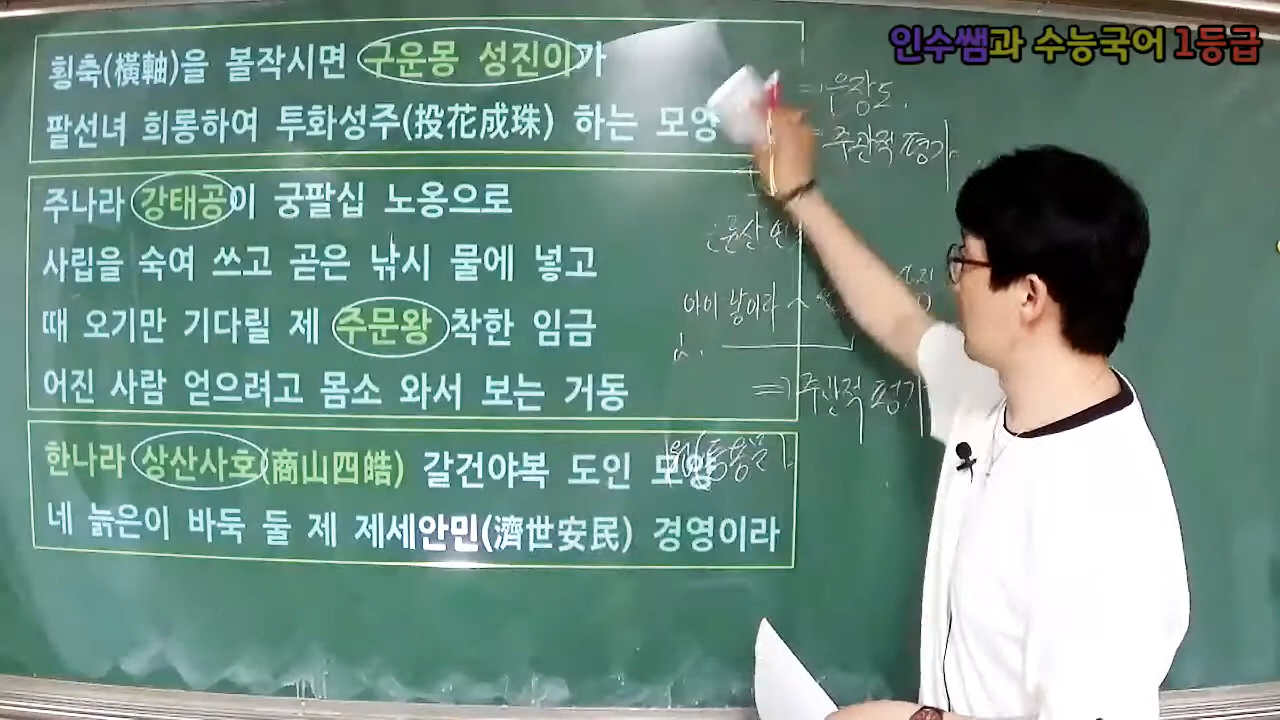 인수쌤과 수능국어 1등급
횡축(橫軸)을 볼작시면 구운몽 성진이가
팔선녀 희롱하여 투화성주(投花成珠) 하는 모양
주나라 강태공이 궁팔십 노옹으로
사립을 숙여 쓰고 곧은 낚시 물에 넣고
때 오기만 기다릴 제 주문왕 착한 임금
어진 사람 얻으려고 몸소 와서 보는 거동
한나라 상산사호(商山四皓) 갈건야복 도인 모양
네 늙은이 바둑 둘 제 제세안민(濟世安民) 경영이라
은장도
주관적 평가
아이 낳이라
=) 주관적 평가